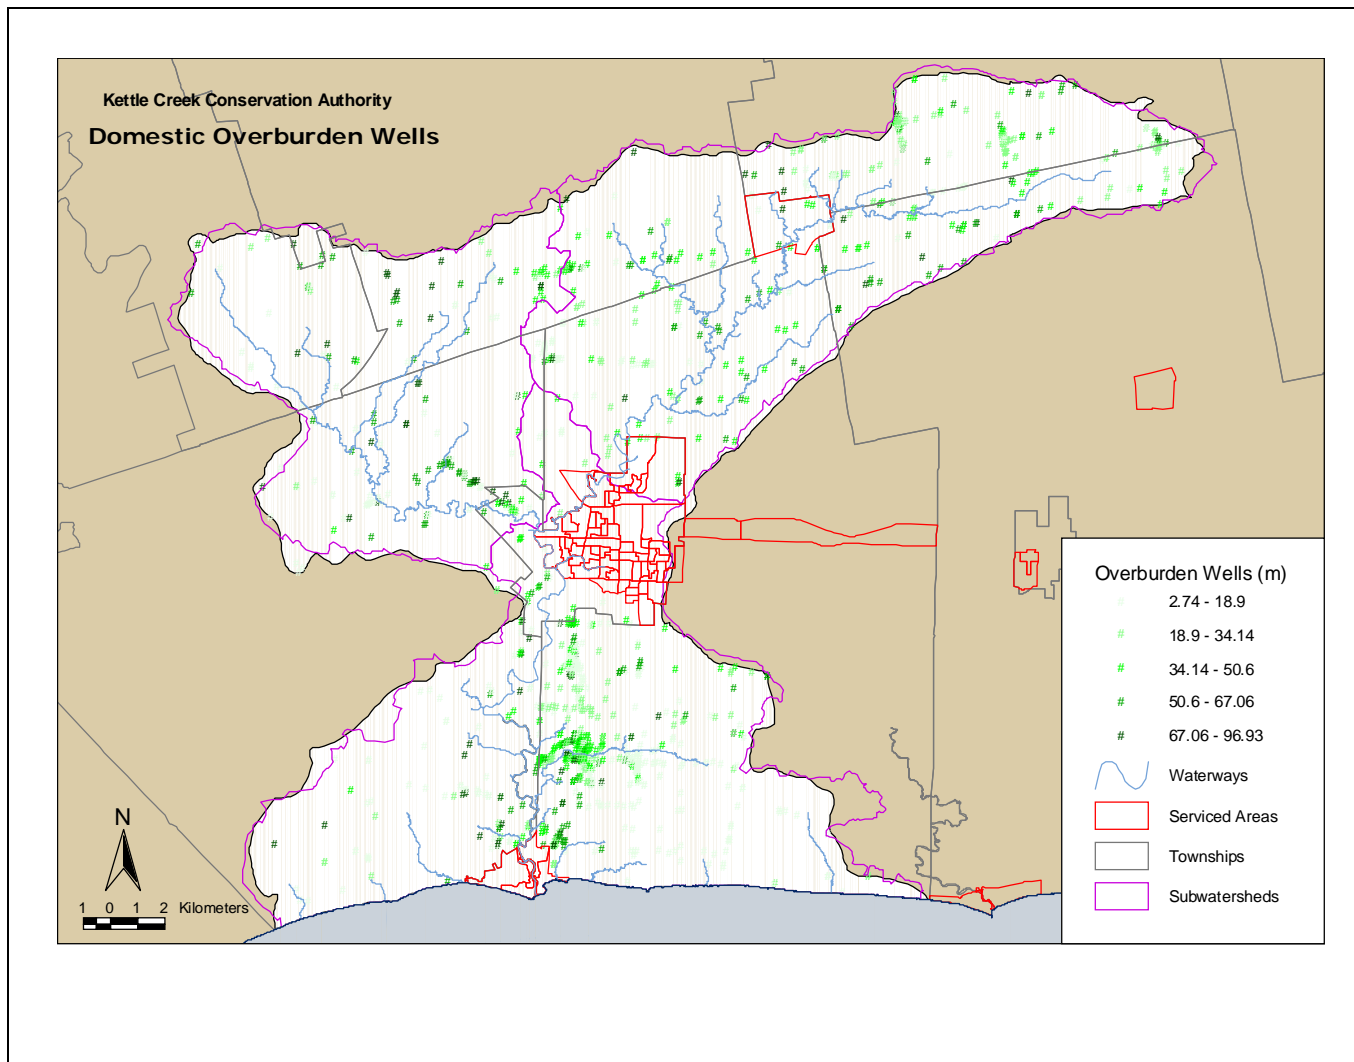 Kettle Creek Conservation Authority
Domestic Overburden Wells
Overburden Wells (m)
2.74 - 18.9
18.9 - 34.14
34.14 - 50.6
50.6 - 67.06
67.06 - 96.93
Waterways
Serviced Areas
Townships
Subwatersheds
N
1 0 1 2 Kilometers